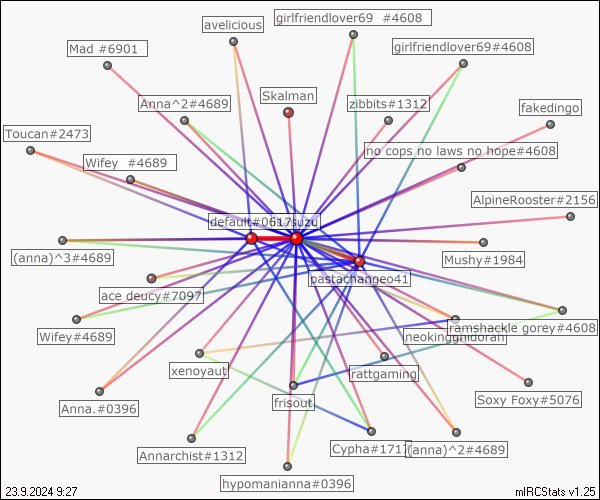 avelicious
girlfriendlover69 #4608
Mad #6901
girlfriendlover69#4608
Skalman
Anna^2#4689
zibbits#1312
fakedingo
Toucan#2473
Wifey #4689
no cops no laws no hope#4608
AlpineRooster#2156
default#0617suzu
(anna)^3#4689
Mushy#1984
pastachangeo41
ace deucy#7097
Wifey#4689
ramshackle gorey#4608
neokingghidorah
xenoyaut
rattgaming
frisout
Soxy Foxy#5076
Anna.#0396
Annarchist#1312
Cypha#1717
(anna)^2#4689
hypomanianna#0396
23.9.2024 9:27
mIRCStats v1.25